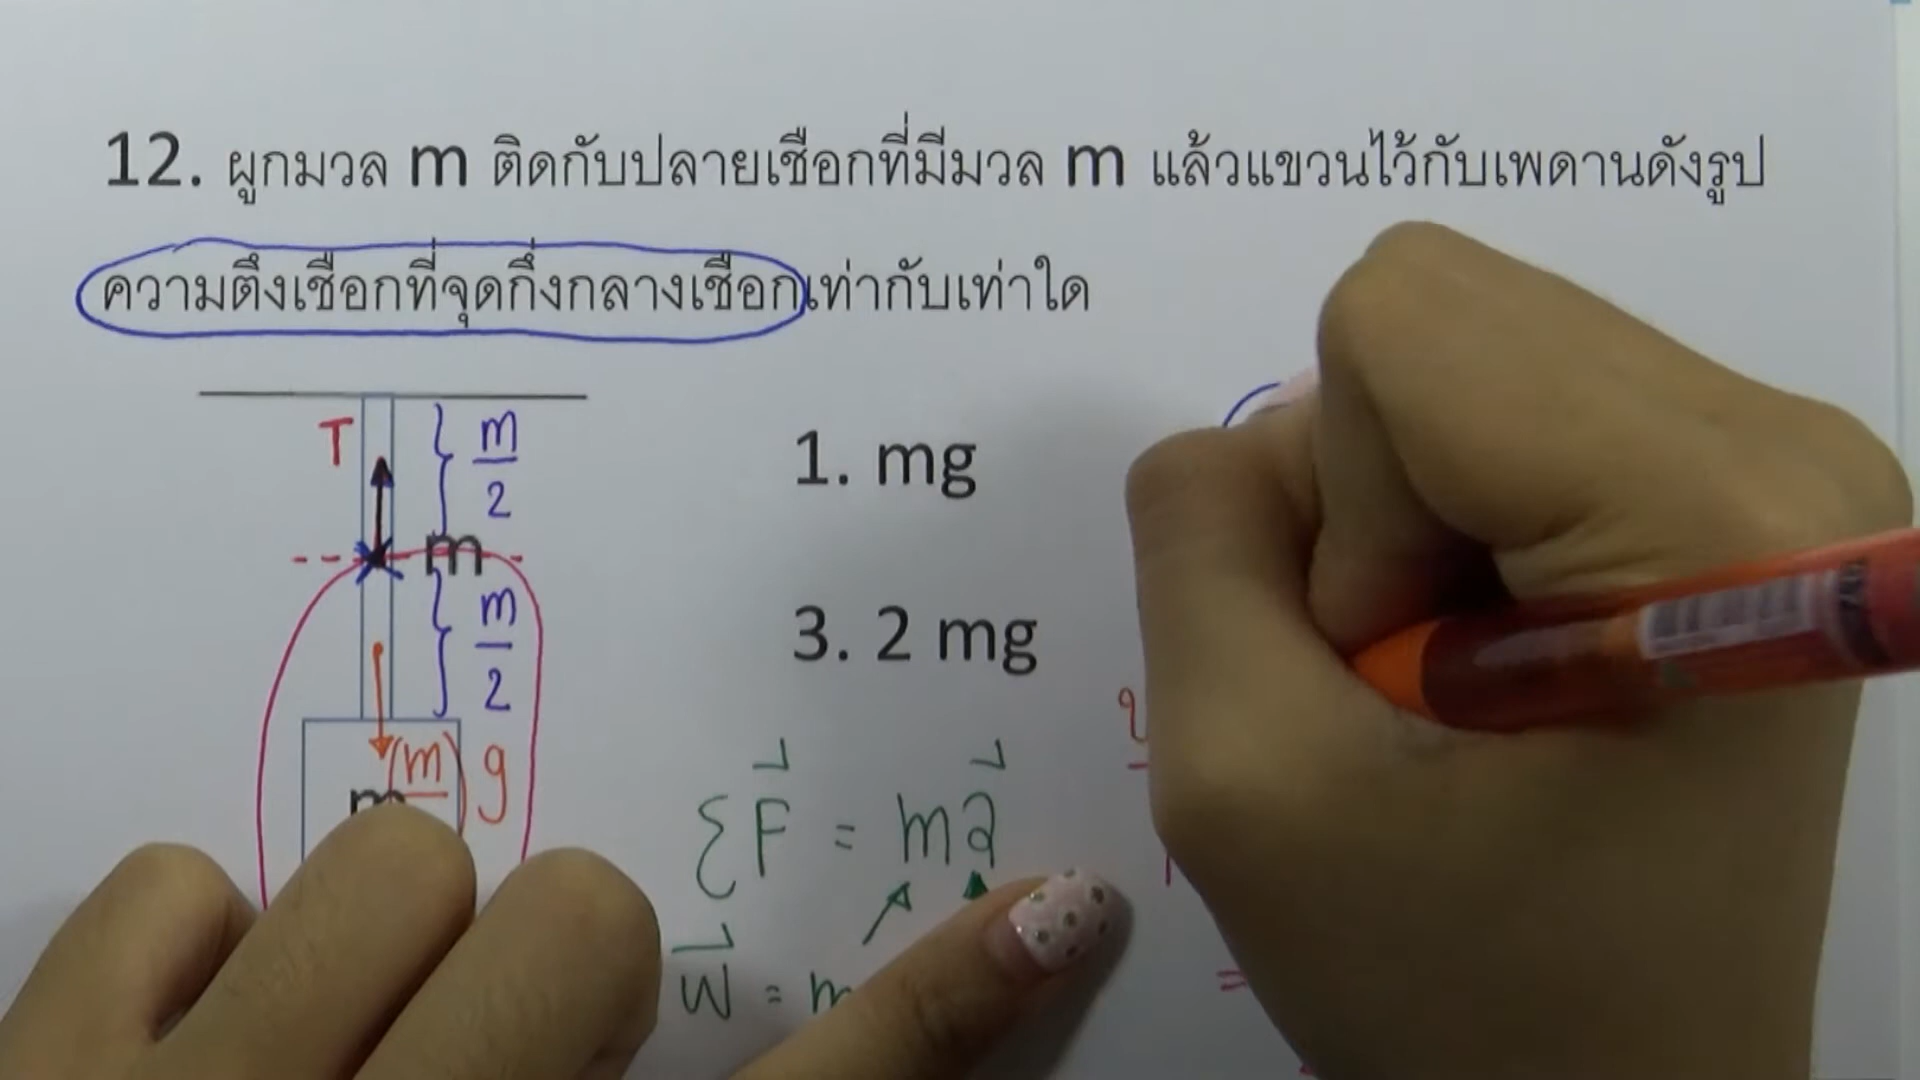 12. ผูกมวล m ติดกับปลายเชือกที่มีมวล m แล้วแขวนไว้กับเพดานดังรูป
ความตึงเชือกที่จุดกึ่งกลางเชือกเท่ากับเท่าใด
T
m
2
m
m
2
(m) g
m
1. mg
3. 2 mg
ΣF = ma
W = m